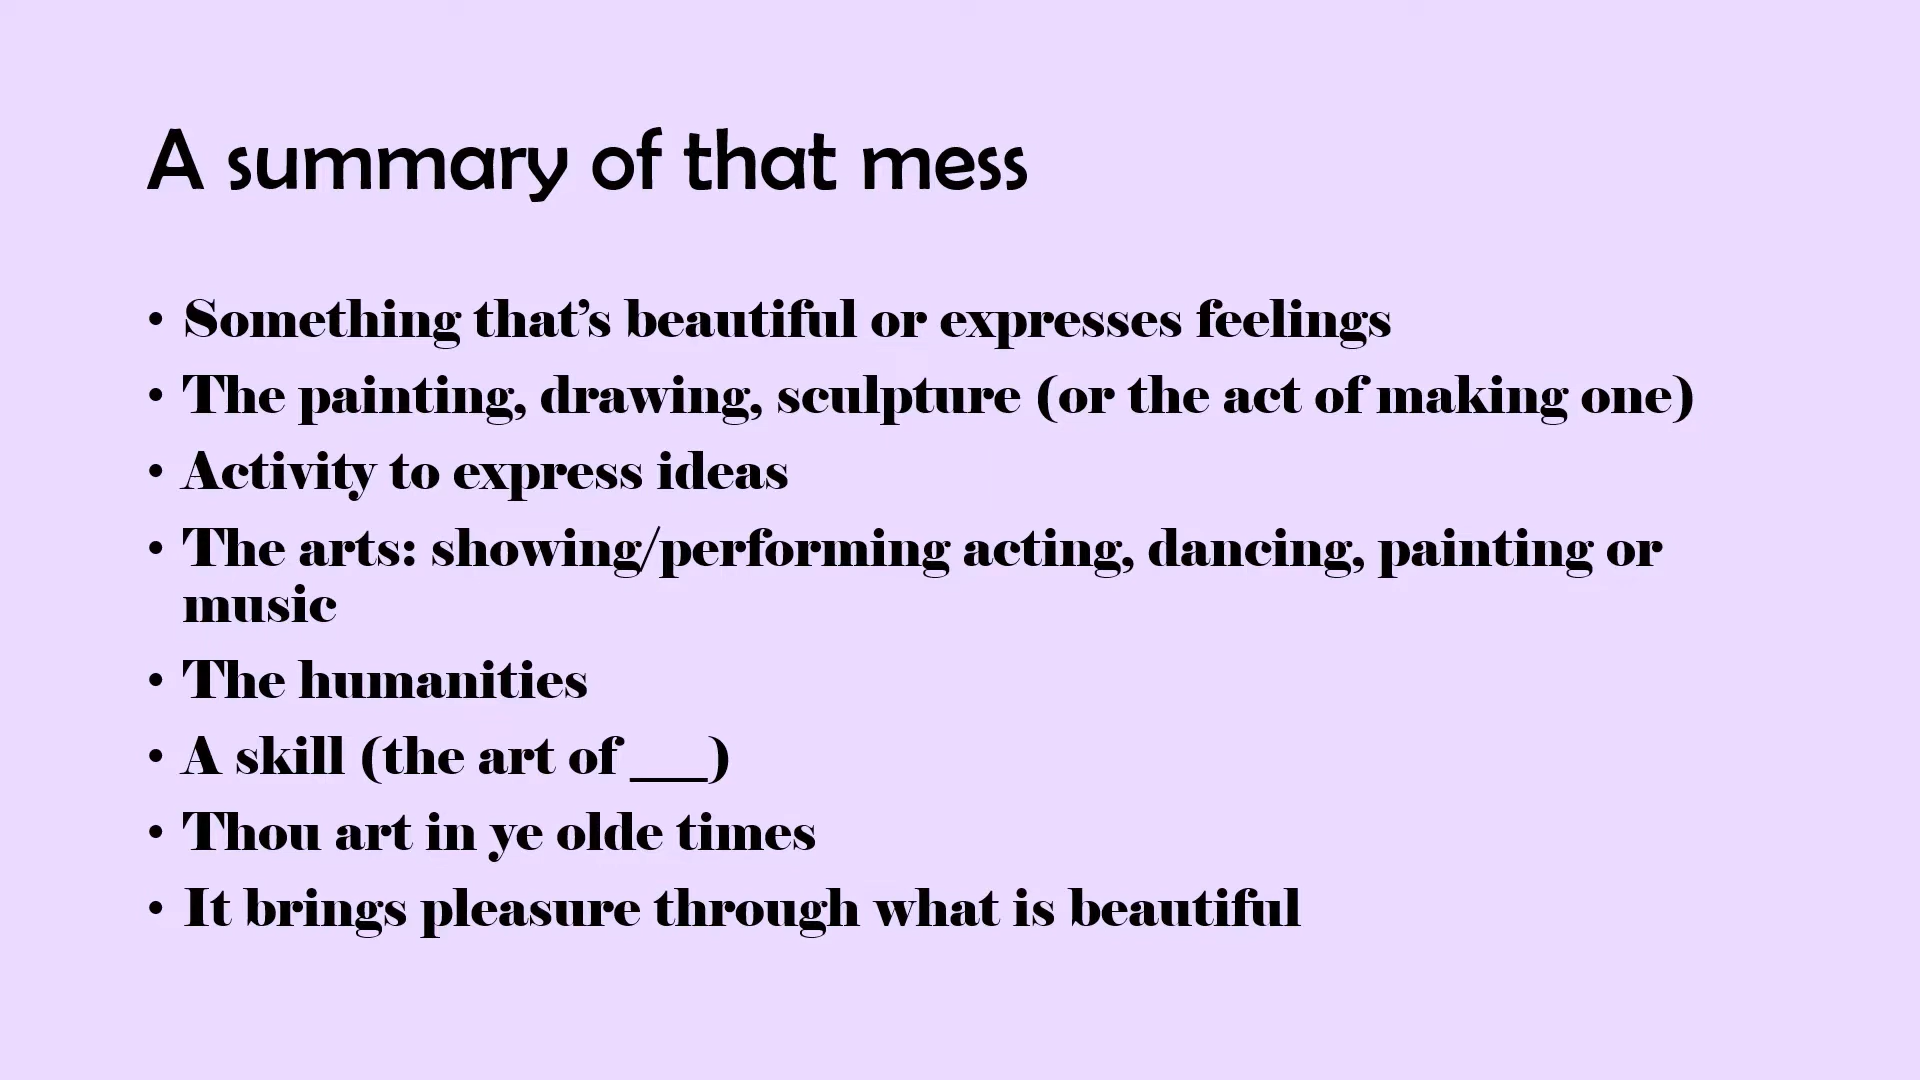 A summary of that mess
• Something that’s beautiful or expresses feelings
• The painting, drawing, sculpture (or the act of making one)
• Activity to express ideas
• The arts: showing/performing acting, dancing, painting or
music
• The humanities
• A skill (the art of ___)
• Thou art in ye olde times
• It brings pleasure through what is beautiful